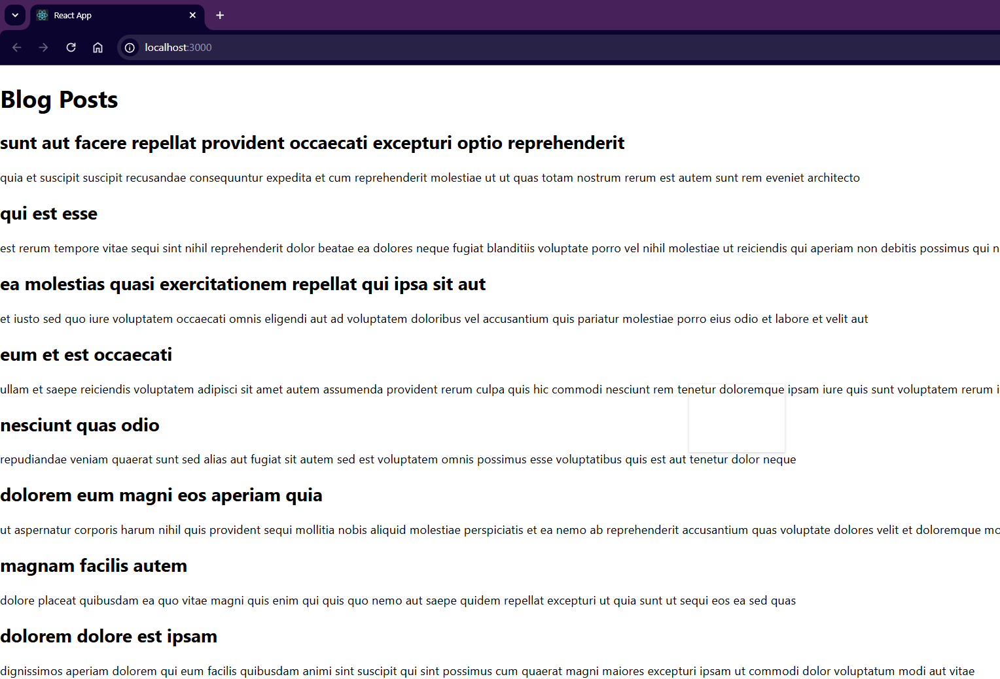 React App
localhost:3000
Blog Posts
sunt aut facere repellat provident occaecati excepturi optio reprehenderit
quia et suscipit suscipit recusandae consequuntur expedita et cum reprehenderit molestiae ut ut quas totam nostrum rerum est autem sunt rem eveniet architecto
qui est esse
est rerum tempore vitae sequi sint nihil reprehenderit dolor beatae ea dolores neque fugiat blanditiis voluptate porro vel nihil molestiae ut reiciendis qui aperiam non debitis possimus qui n
ea molestias quasi exercitationem repellat qui ipsa sit aut
et iusto sed quo iure voluptatem occaecati omnis eligendi aut ad voluptatem doloribus vel accusantium quis pariatur molestiae porro eius odio et labore et velit aut
eum et est occaecati
ullam et saepe reiciendis voluptatem adipisci sit amet autem assumenda provident rerum culpa quis hic commodi nesciunt rem tenetur doloremque ipsam iure quis sunt voluptatem rerum i
nesciunt quas odio
repudiandae veniam quaerat sunt sed alias aut fugiat sit autem sed est voluptatem omnis possimus esse voluptatibus quis est aut tenetur dolor neque
dolorem eum magni eos aperiam quia
ut aspernatur corporis harum nihil quis provident sequi mollitia nobis aliquid molestiae perspiciatis et ea nemo ab reprehenderit accusantium quas voluptate dolores velit et doloremque mo
magnam facilis autem
dolore placeat quibusdam ea quo vitae magni quis enim qui quis quo nemo aut saepe quidem repellat excepturi ut quia sunt ut sequi eos ea sed quas
dolorem dolore est ipsam
dignissimos aperiam dolorem qui eum facilis quibusdam animi sint suscipit qui sint possimus cum quaerat magni maiores excepturi ipsam ut commodi dolor voluptatum modi aut vitae